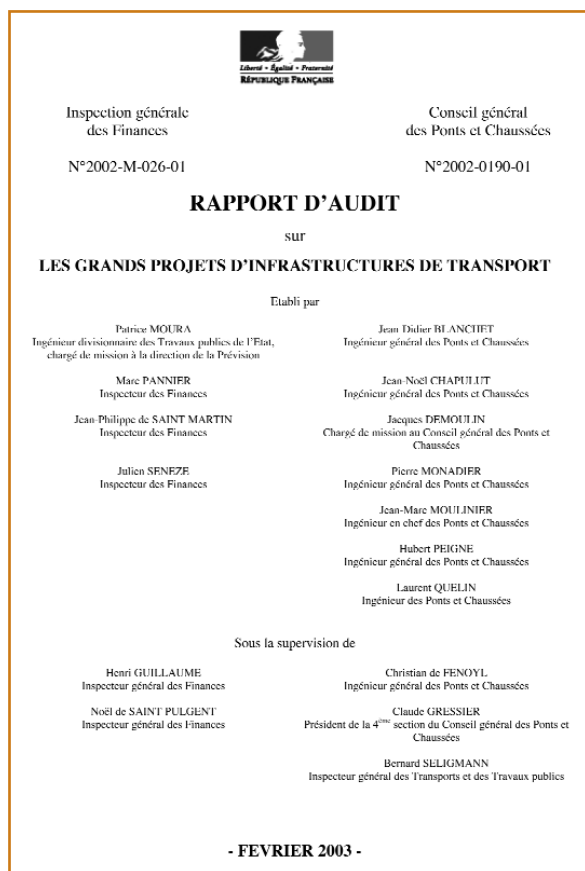 Liberté • Égalité • Fraternité
RÉPUBLIQUE FRANÇAISE
Inspection générale
des Finances
N°2002-M-026-01
Conseil général
des Ponts et Chaussées
N°2002-0190-01
RAPPORT D'AUDIT
sur
LES GRANDS PROJETS D'INFRASTRUCTURES DE TRANSPORT
Etabli par
Patrice MOURA
Ingénieur divisionnaire des Travaux publics de l'Etat,
chargé de mission à la direction de la Prévision
Jean-Didier BLANCHET
Ingénieur général des Ponts et Chaussées
Marc PANNIER
Inspecteur des Finances
Jean-Noël CHAPULUT
Ingénieur général des Ponts et Chaussées
Jean-Philippe de SAINT MARTIN
Inspecteur des Finances
Jacques DEMOULIN
Chargé de mission au Conseil général des Ponts et
Chaussées
Julien SENEZE
Inspecteur des Finances
Pierre MONADIER
Ingénieur général des Ponts et Chaussées
Jean-Marc MOULINIER
Ingénieur en chef des Ponts et Chaussées
Hubert PEIGNE
Ingénieur général des Ponts et Chaussées
Laurent QUELIN
Ingénieur des Ponts et Chaussées
Sous la supervision de
Henri GUILLAUME
Inspecteur général des Finances
Christian de FENOYL
Ingénieur général des Ponts et Chaussées
Noël de SAINT PULGENT
Inspecteur général des Finances
Claude GRESSIER
Président de la 4ème section du Conseil général des Ponts et
Chaussées
Bernard SELIGMANN
Inspecteur général des Transports et des Travaux publics
- FEVRIER 2003 -